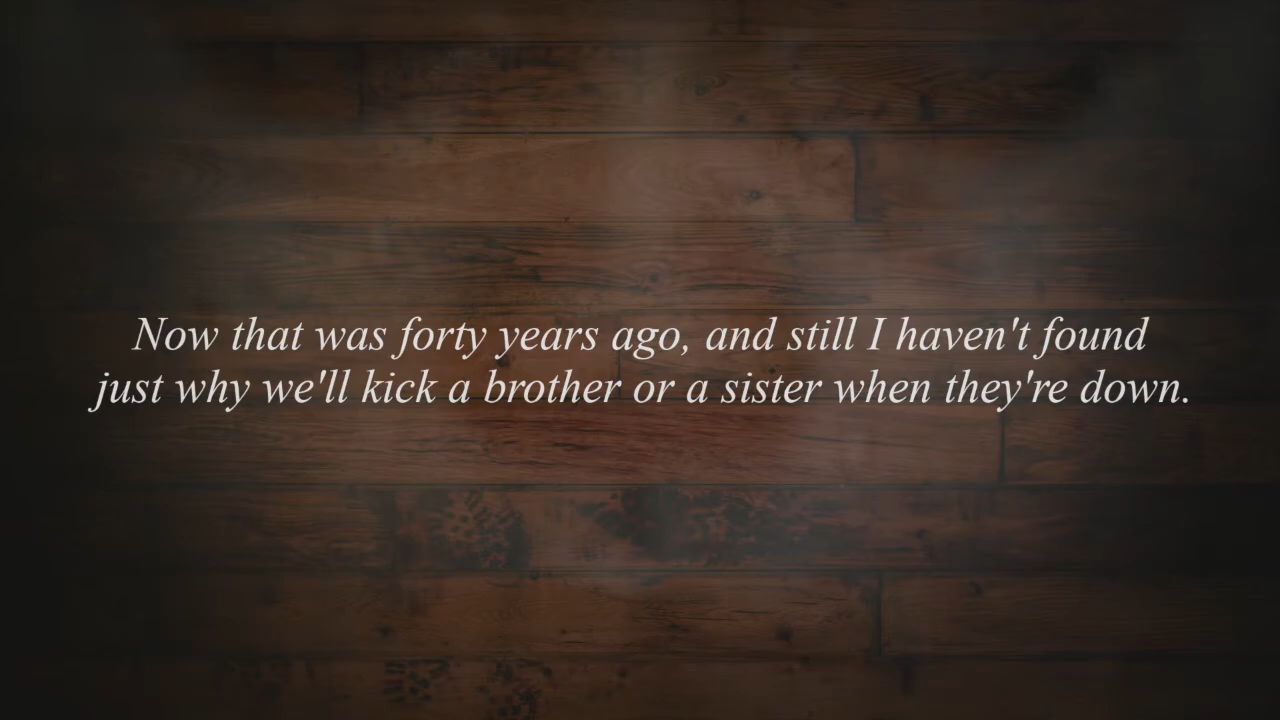 Now that was forty years ago, and still I haven't found
just why we'll kick a brother or a sister when they're down.